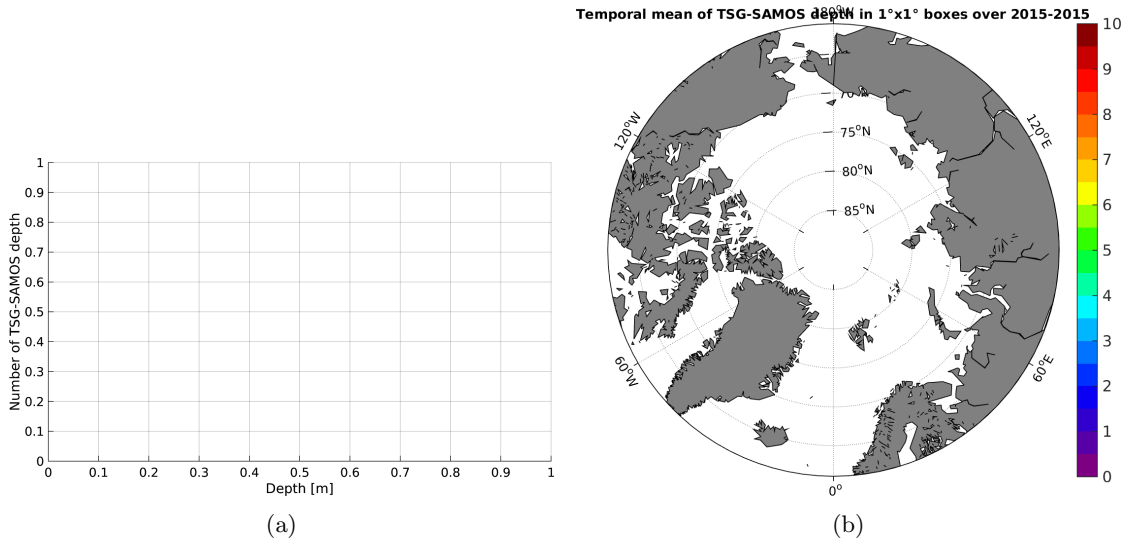 Temporal mean of TSG-SAMOS depth in 1°x1° boxes over 2015-2015
180°W
120°W
120°E
75°N
80°N
85°N
60°W
60°E
0°
10
9
8
7
6
5
4
3
2
1
0
Number of TSG-SAMOS depth
1
0.9
0.8
0.7
0.6
0.5
0.4
0.3
0.2
0.1
0
0 0.1 0.2 0.3 0.4 0.5 0.6 0.7 0.8 0.9 1
Depth [m]
(a)
(b)